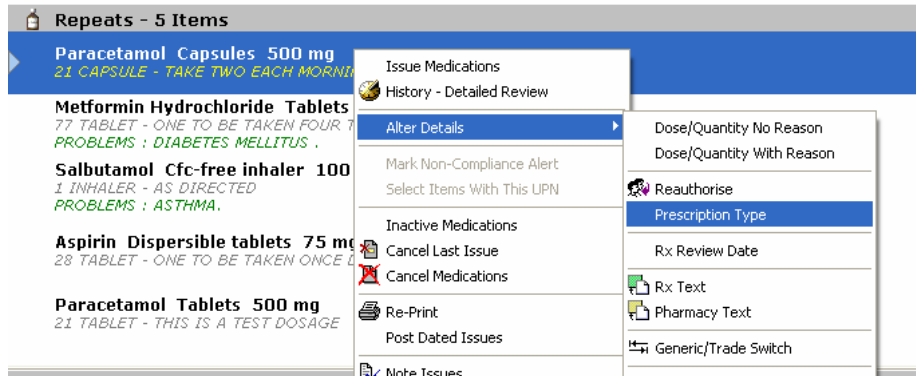 Repeats - 5 Items
Paracetamol Capsules 500 mg
21 CAPSULE - TAKE TWO EACH
Metformin Hydrochloride Tablets
77 TABLET - ONE TO BE TAKEN FOUR
PROBLEMS : DIABETES MELLITUS .
Salbutamol Cfc-free inhaler 100
1 INHALER - AS DIRECTED
PROBLEMS : ASTHMA.
Aspirin Dispersible tablets 75
28 TABLET - ONE TO BE TAKEN ONCE
Paracetamol Tablets 500 mg
21 TABLET - THIS IS A TEST DOSAGE
Issue Medications
History - Detailed Review
Alter Details
Mark Non-Compliance Alert
Select Items With This UPN
Inactive Medications
Cancel Last Issue
Cancel Medications
Re-Print
Post Dated Issues
Note Issues
Dose/Quantity No Reason
Dose/Quantity With Reason
Reauthorise
Prescription Type
Rx Review Date
Rx Text
Pharmacy Text
Generic/Trade Switch